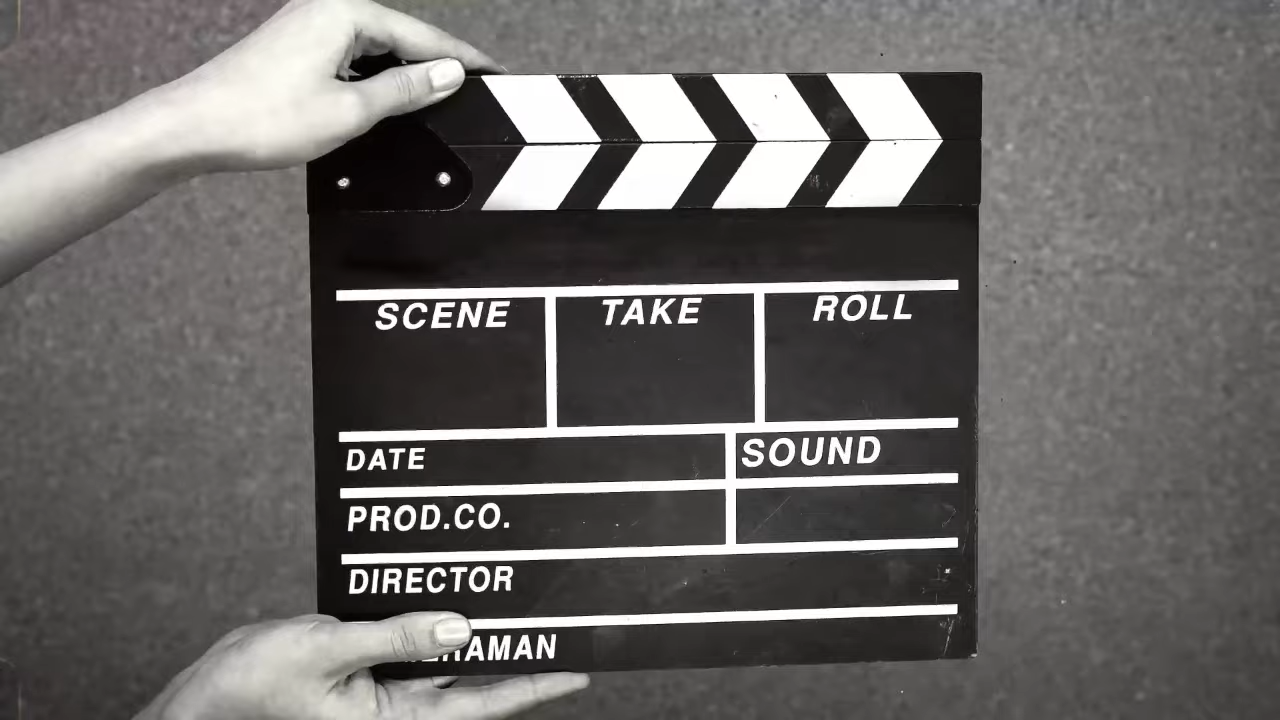 SCENE TAKE ROLL
DATE SOUND
PROD.CO.
DIRECTOR